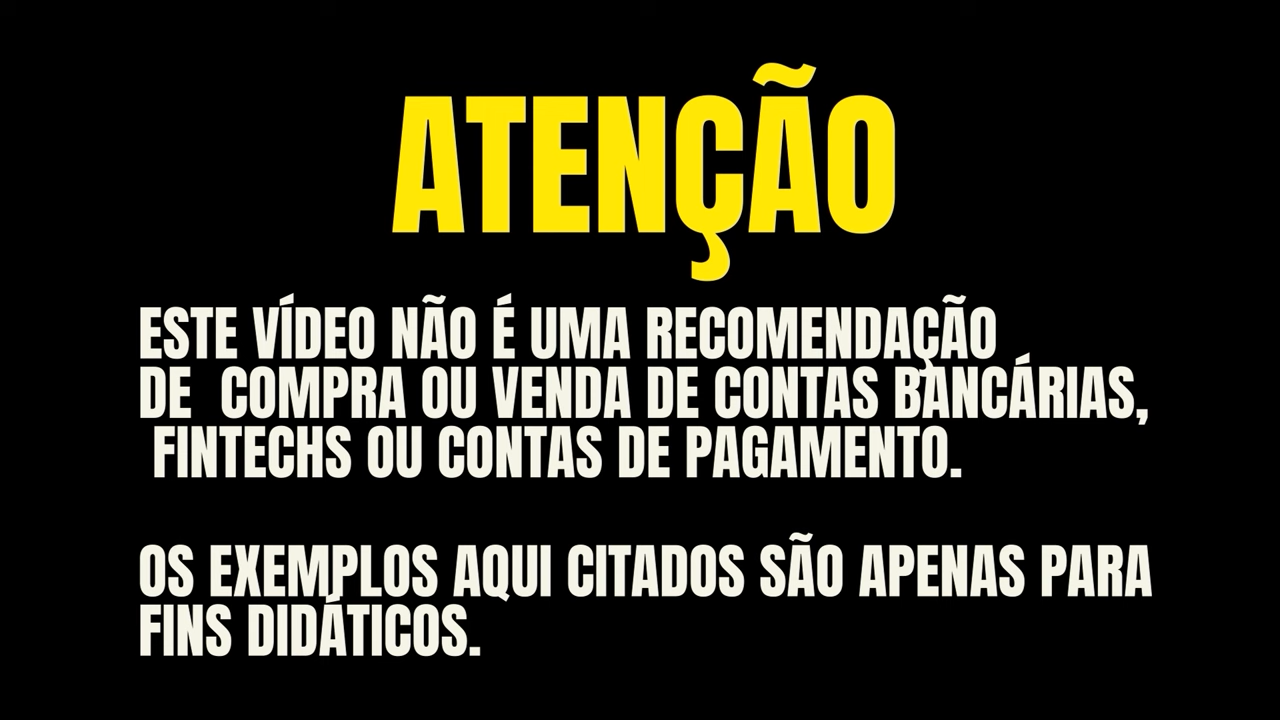 ATENÇÃO
ESTE VÍDEO NÃO É UMA RECOMENDAÇÃO
DE COMPRA OU VENDA DE CONTAS BANCÁRIAS,
FINTECHS OU CONTAS DE PAGAMENTO.
OS EXEMPLOS AQUI CITADOS SÃO APENAS PARA
FINS DIDÁTICOS.